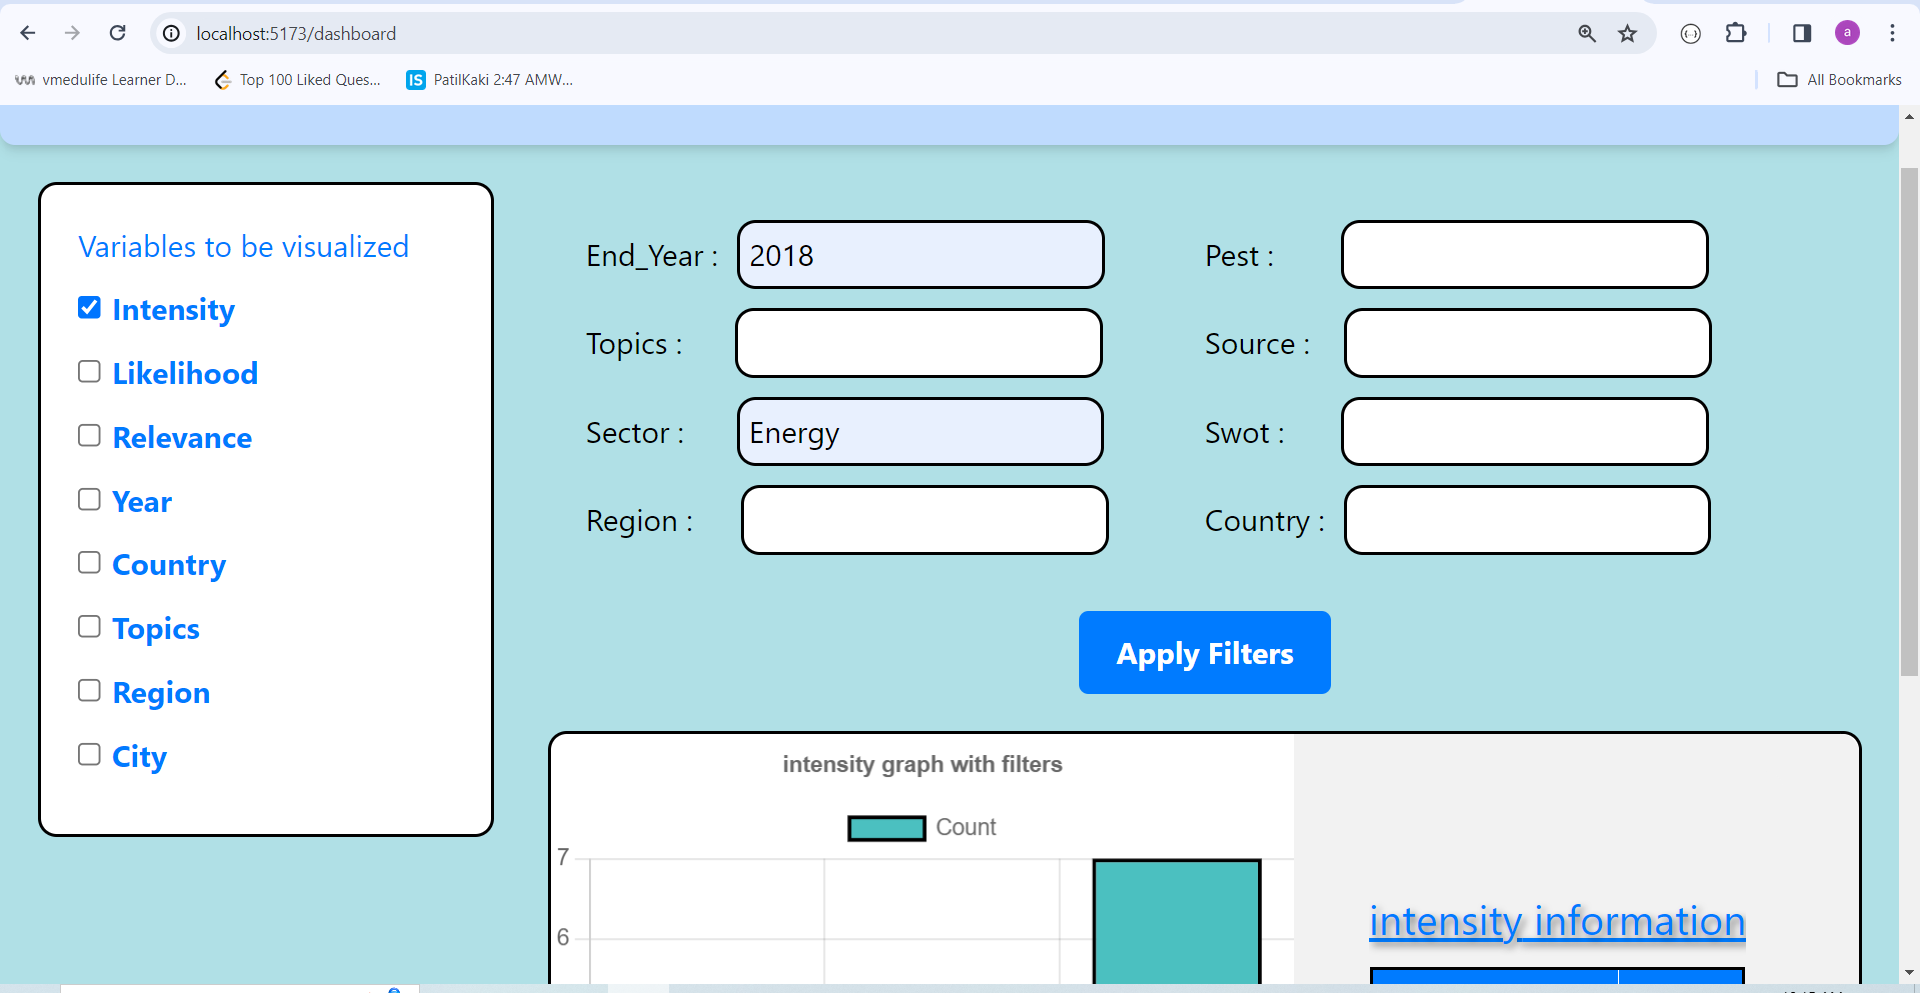 localhost:5173/dashboard
a
vmedulife Learner D...
Top 100 Liked Ques...
IS
PatilKaki 2:47 AMW...
All Bookmarks
Variables to be visualized
Intensity
Likelihood
Relevance
Year
Country
Topics
Region
City
End_Year : 2018
Pest :
Topics :
Source :
Sector : Energy
Swot :
Region :
Country :
Apply Filters
intensity graph with filters
Count
7
6
intensity information